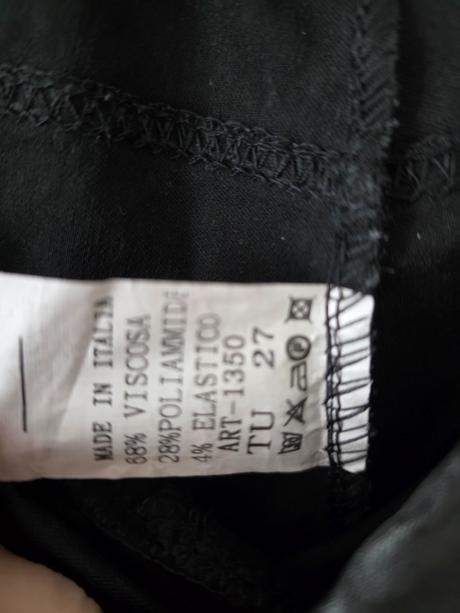 MADE IN ITALIA
68% VISCOSA
28%POLIAMMIDE
4% ELASTICO
ART-1350
TU 27